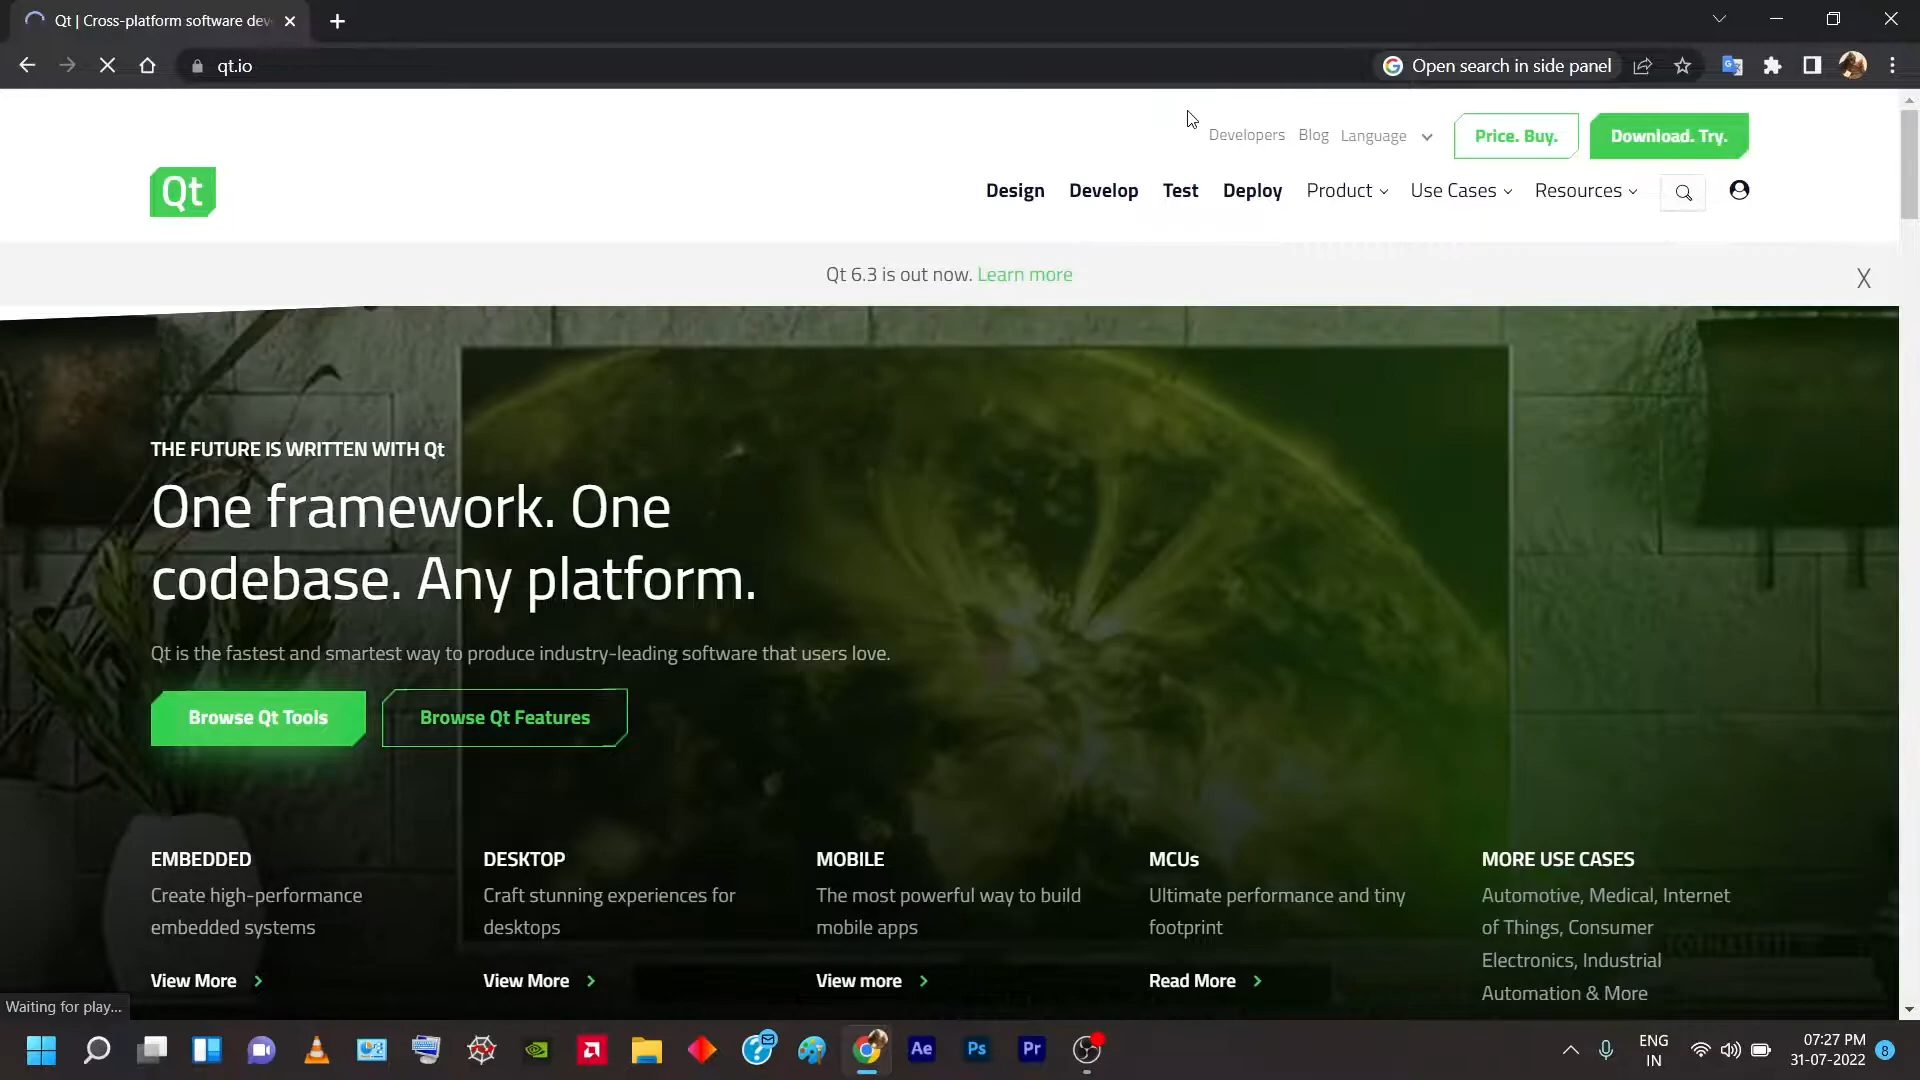 Qt | Cross-platform software dev
qt.io
Open search in side panel
Developers Blog Language
Price. Buy.
Download. Try.
Qt
Design Develop Test Deploy Product Use Cases Resources
Qt 6.3 is out now. Learn more
X
THE FUTURE IS WRITTEN WITH Qt
One framework. One
codebase. Any platform.
Qt is the fastest and smartest way to produce industry-leading software that users love.
Browse Qt Tools
Browse Qt Features
EMBEDDED
Create high-performance
embedded systems
View More
DESKTOP
Craft stunning experiences for
desktops
View More
MOBILE
The most powerful way to build
mobile apps
View more
MCUs
Ultimate performance and tiny
footprint
Read More
MORE USE CASES
Automotive, Medical, Internet
of Things, Consumer
Electronics, Industrial
Automation & More
Waiting for play...
Ae
Ps
Pr
ENG
IN
07:27 PM
31-07-2022
8